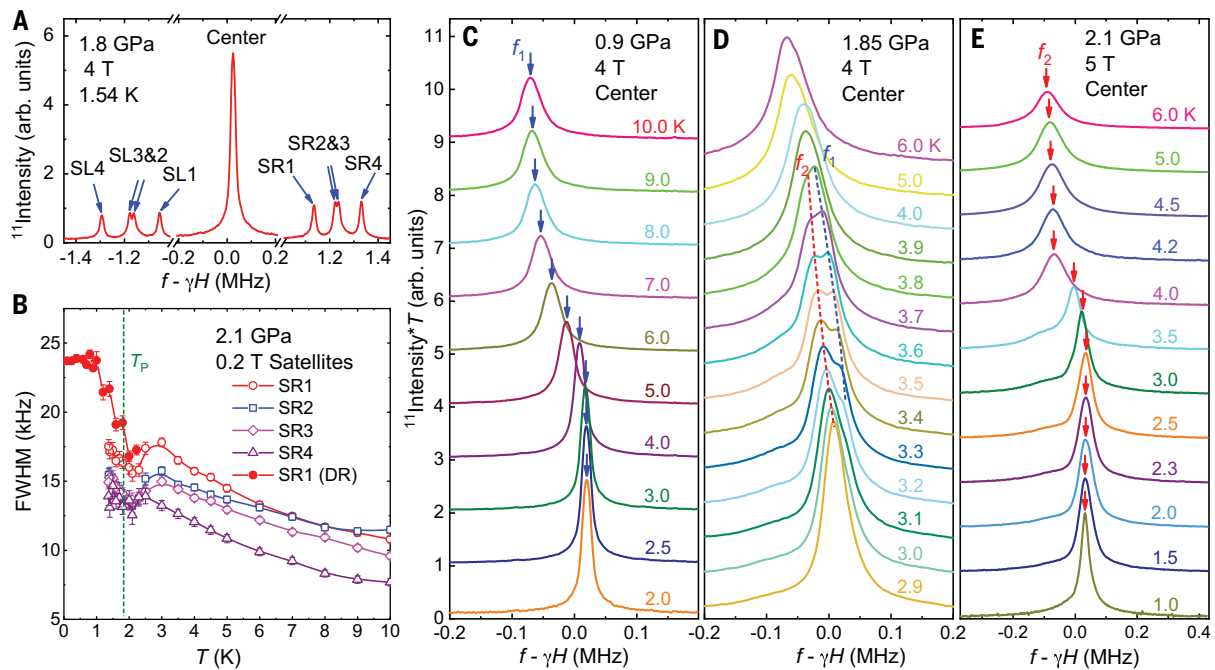 A
1.8 GPa
4 T
1.54 K
Center
SL4
SL3&2
SL1
SR1
SR2&3
SR4
¹¹Intensity (arb. units)
6
4
2
0
-1.4
-1.2
0.0
0.2
1.2
1.4
f - γH (MHz)
B
2.1 GPa
0.2 T Satellites
T_P
SR1
SR2
SR3
SR4
SR1 (DR)
FWHM (kHz)
25
20
15
10
5
0 1 2 3 4 5 6 7 8 9 10
T (K)
C
0.9 GPa
4 T
Center
f₁
10.0 K
9.0
8.0
7.0
6.0
5.0
4.0
3.0
2.5
2.0
¹¹Intensity*T (arb. units)
11
10
9
8
7
6
5
4
3
2
1
0
-0.2 -0.1 0.0 0.1 0.2
f - γH (MHz)
D
1.85 GPa
4 T
Center
f₂
f₁
6.0 K
5.0
4.0
3.9
3.8
3.7
3.6
3.5
3.4
3.3
3.2
3.1
3.0
2.9
-0.2 -0.1 0.0 0.1 0.2
f - γH (MHz)
E
2.1 GPa
5 T
Center
f₂
6.0 K
5.0
4.5
4.2
4.0
3.5
3.0
2.5
2.3
2.0
1.5
1.0
-0.2 0.0 0.2 0.4
f - γH (MHz)